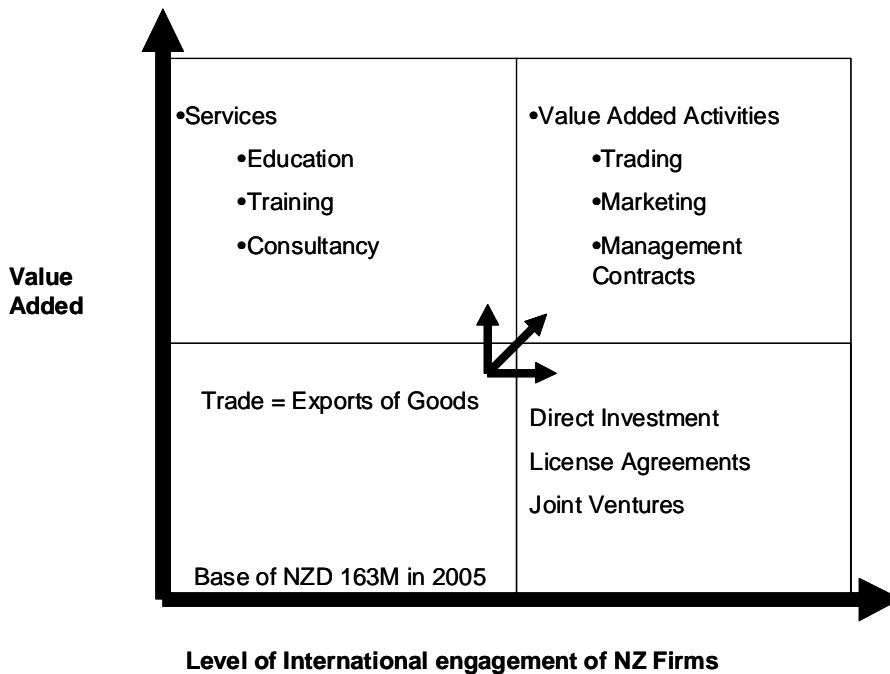 •Services
•Education
•Training
•Consultancy
•Value Added Activities
•Trading
•Marketing
•Management
Contracts
Value
Added
Trade = Exports of Goods
Direct Investment
License Agreements
Joint Ventures
Base of NZD 163M in 2005
Level of International engagement of NZ Firms